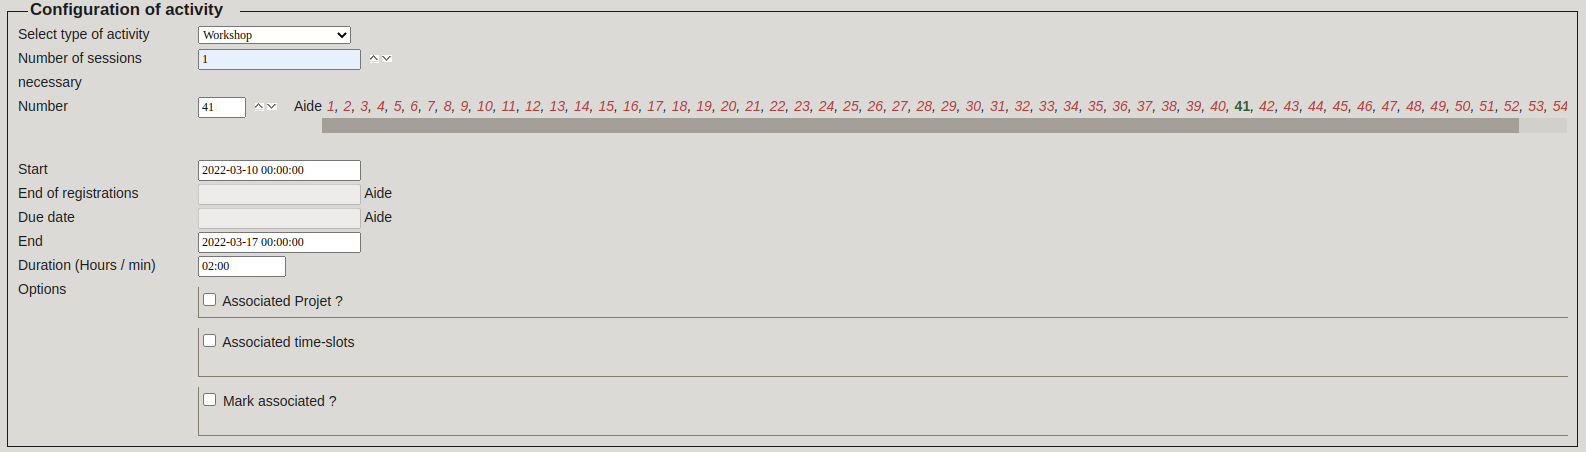 Configuration of activity
Select type of activity Workshop
Number of sessions 1
necessary
Number 41 Aide 1, 2, 3, 4, 5, 6, 7, 8, 9, 10, 11, 12, 13, 14, 15, 16, 17, 18, 19, 20, 21, 22, 23, 24, 25, 26, 27, 28, 29, 30, 31, 32, 33, 34, 35, 36, 37, 38, 39, 40, 41, 42, 43, 44, 45, 46, 47, 48, 49, 50, 51, 52, 53, 54
Start 2022-03-10 00:00:00
End of registrations Aide
Due date Aide
End 2022-03-17 00:00:00
Duration (Hours / min) 02:00
Options
Associated Projet ?
Associated time-slots
Mark associated ?